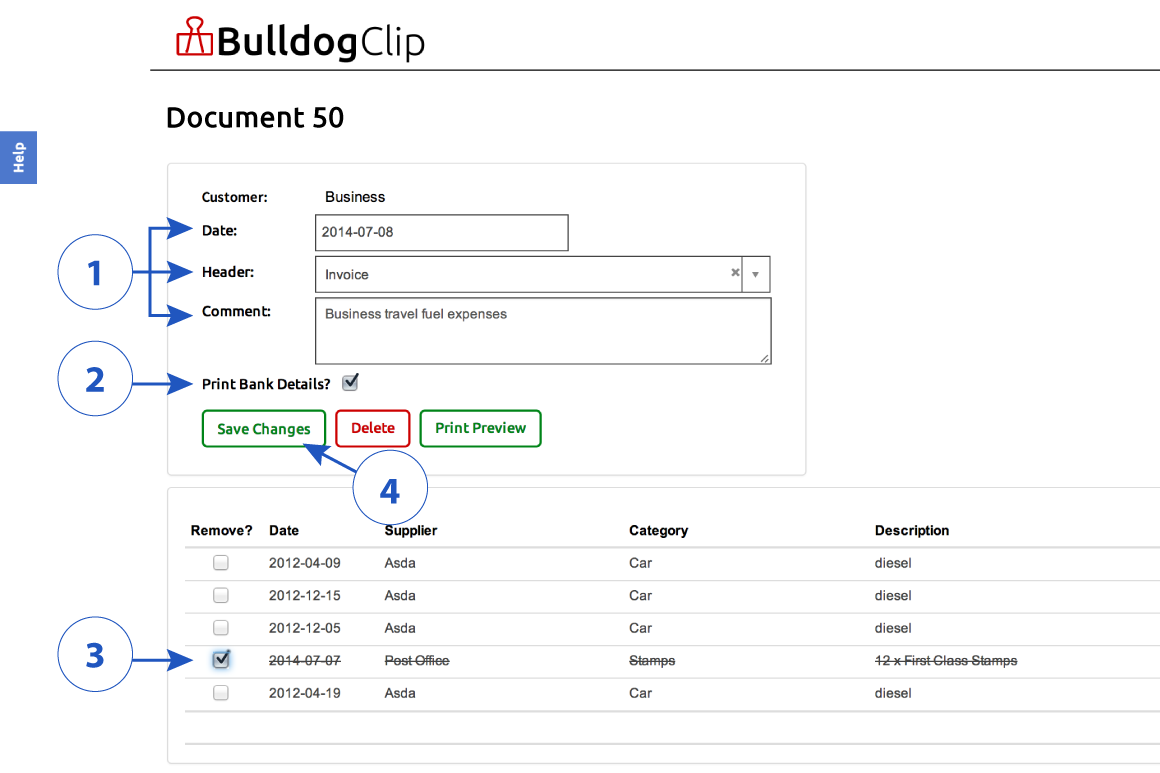 BulldogClip
Document 50
Help
Customer: Business
1
Date: 2014-07-08
Header: Invoice
Comment: Business travel fuel expenses
2
Print Bank Details?
Save Changes Delete Print Preview
4
Remove? Date Supplier Category Description
2012-04-09 Asda Car diesel
2012-12-15 Asda Car diesel
2012-12-05 Asda Car diesel
3
2014-07-07 Post Office Stamps 12 x First Class Stamps
2012-04-19 Asda Car diesel